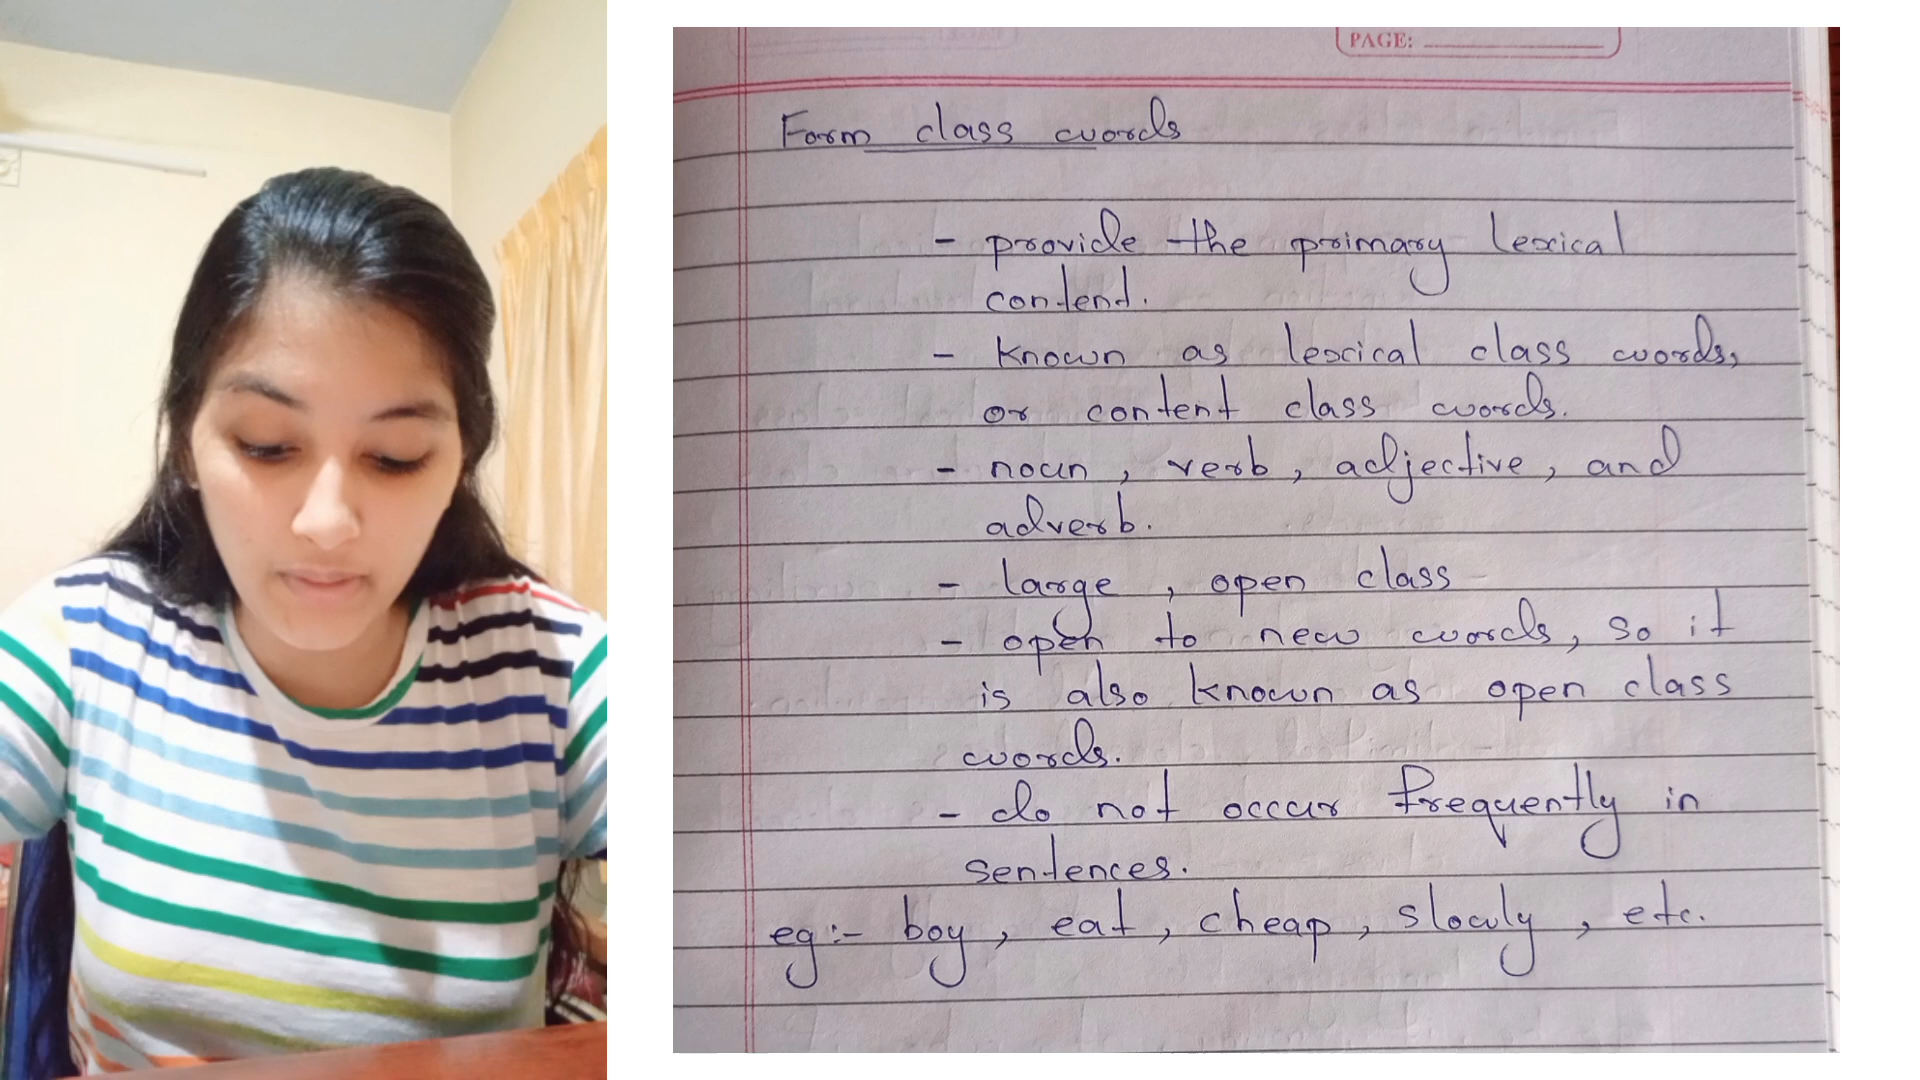 PAGE:
Form class words
- provide the primary lexical
contend.
- known as lexical class words,
or content class words.
- noun, verb, adjective, and
adverb.
- large, open class
- open to new words, so it
is also known as open class
words.
- do not occur frequently in
sentences.
eg:- boy, eat, cheap, slowly, etc.